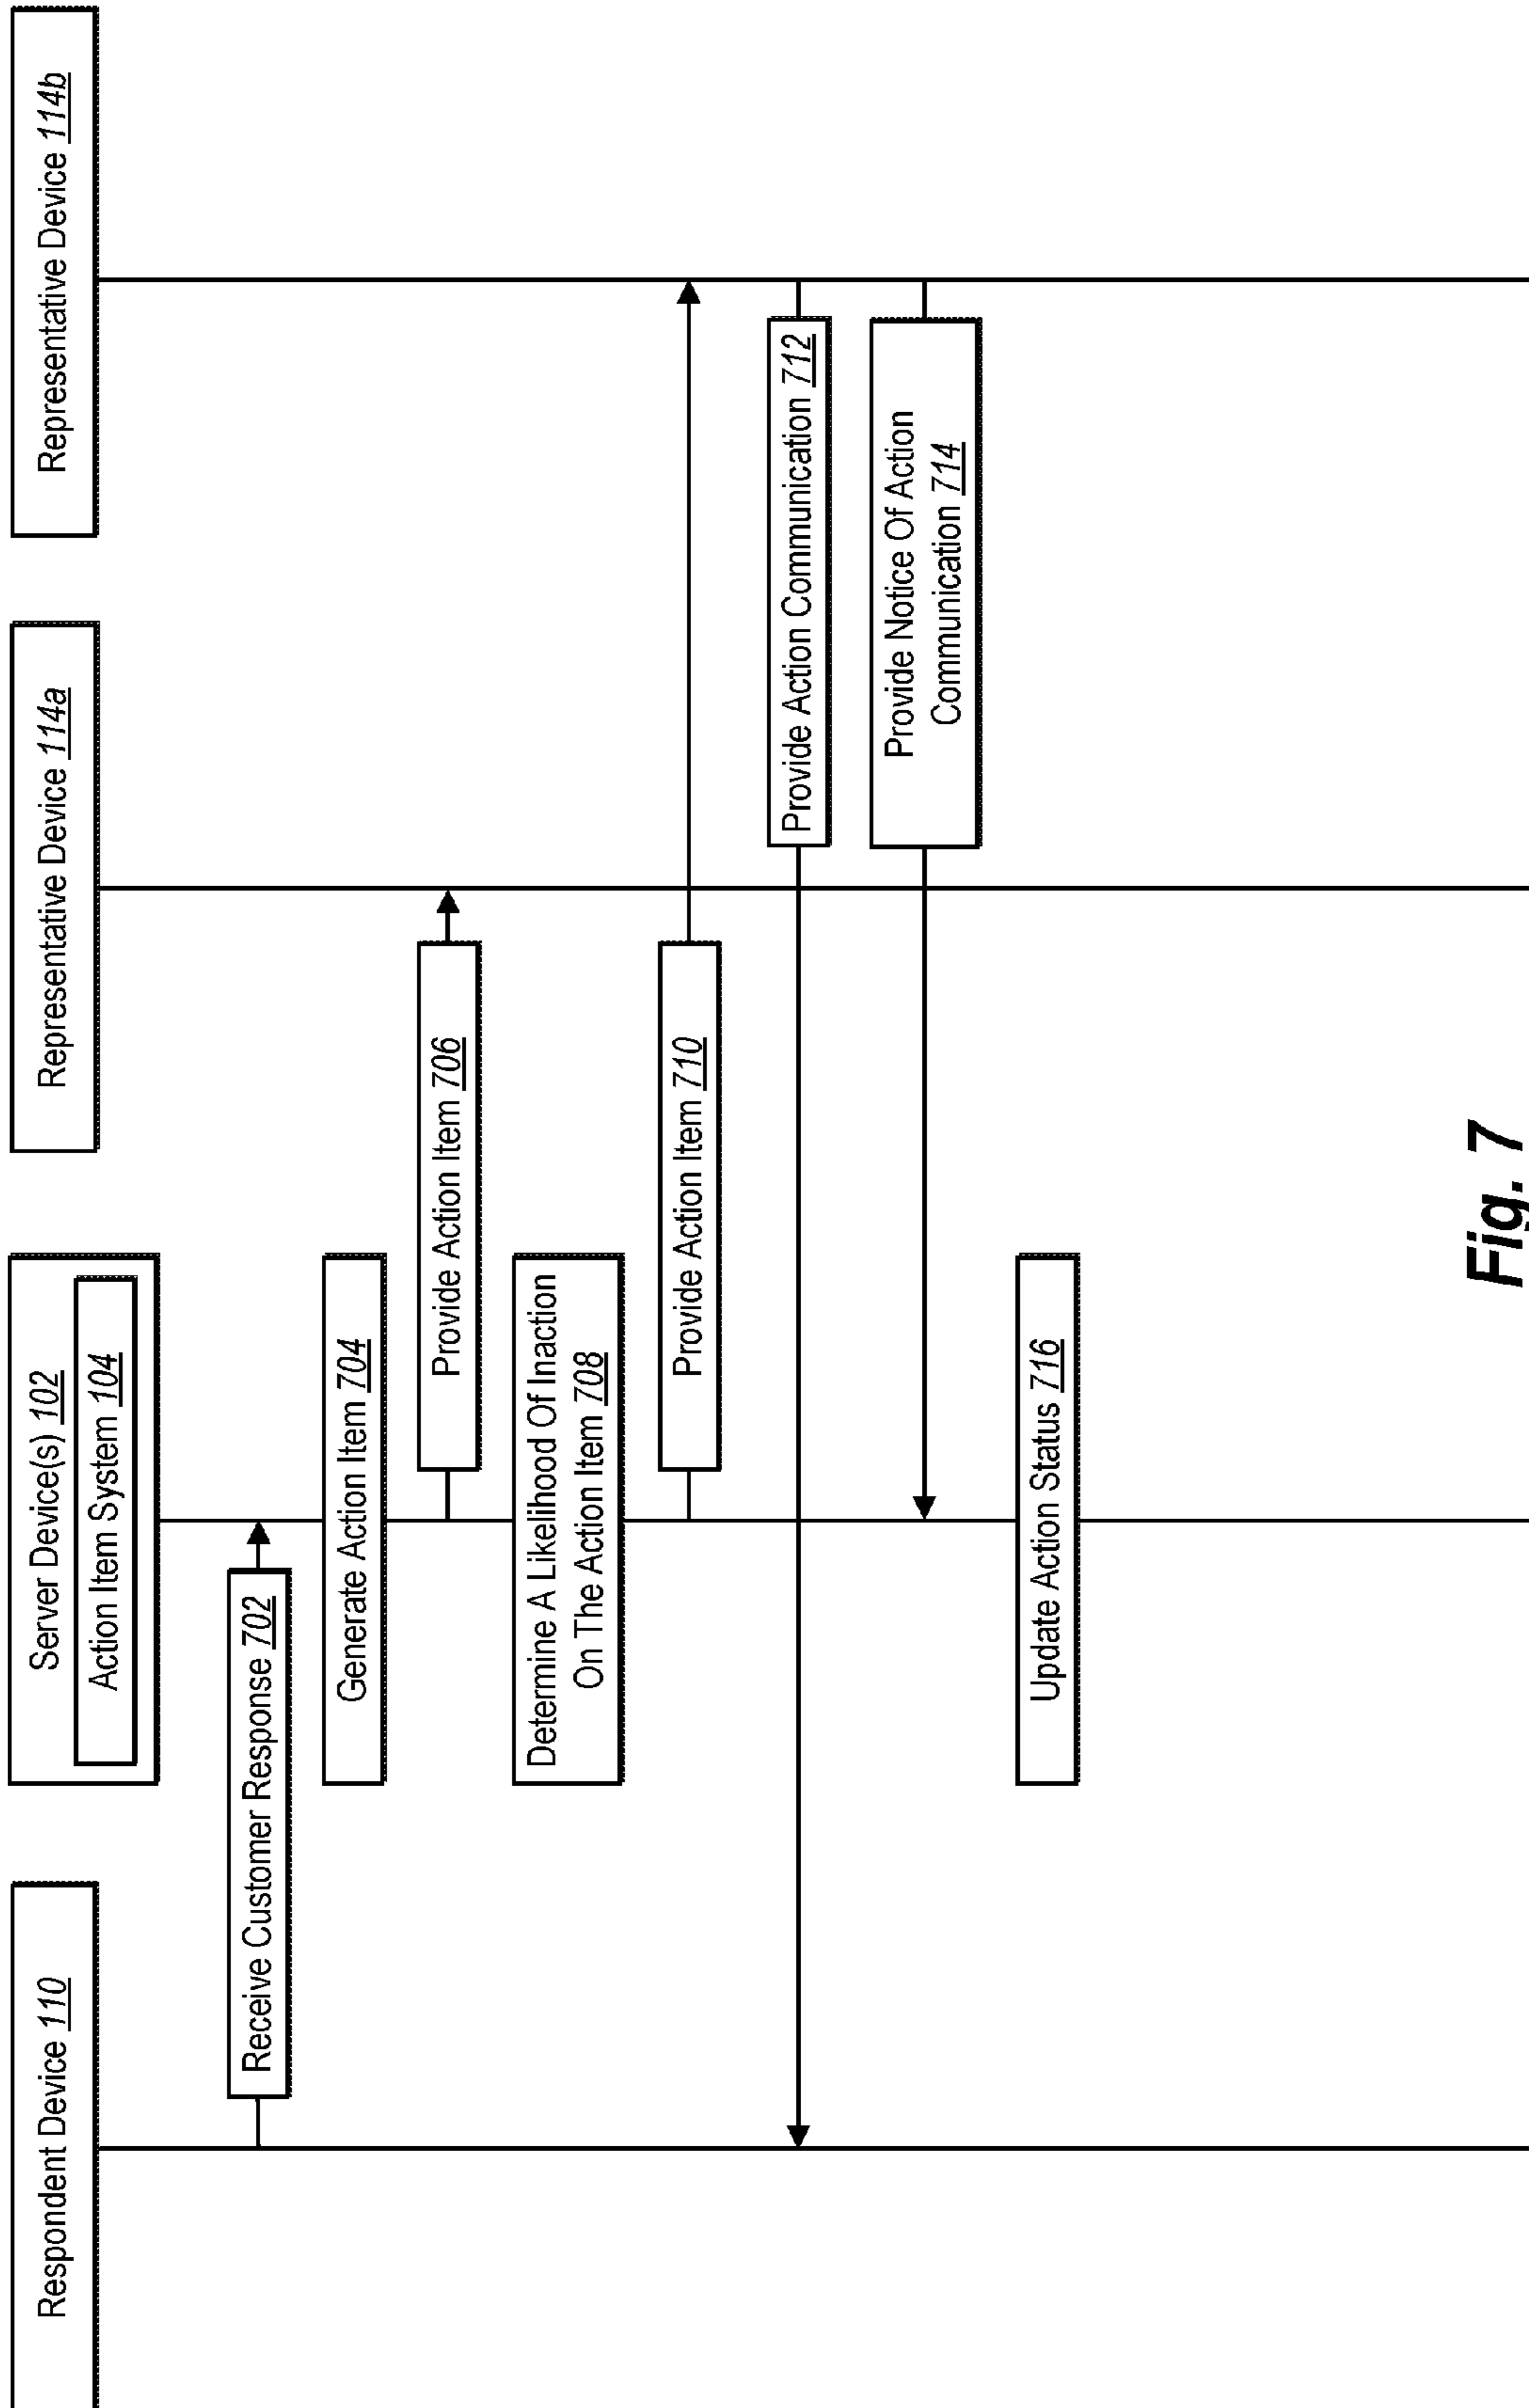 Respondent Device 110
Server Device(s) 102
Action Item System 104
Representative Device 114a
Representative Device 114b
Receive Customer Response 702
Generate Action Item 704
Provide Action Item 706
Determine A Likelihood Of Inaction
On The Action Item 708
Provide Action Item 710
Provide Action Communication 712
Provide Notice Of Action
Communication 714
Update Action Status 716
Fig. 7